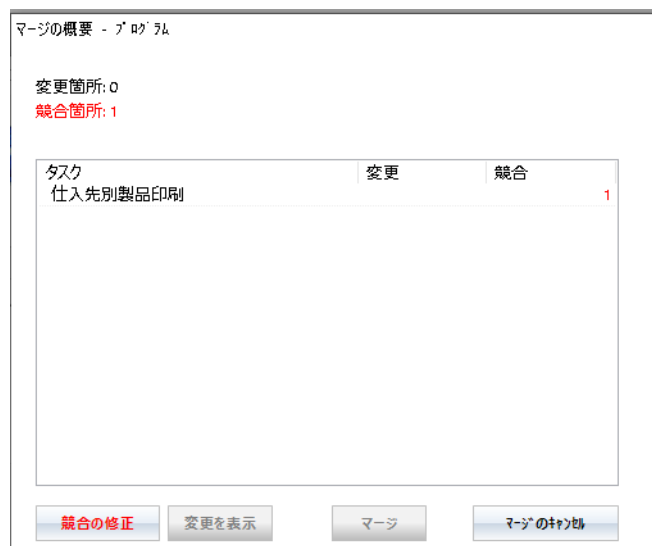 マージの概要 - ﾌﾟﾛｸﾞﾗﾑ
変更箇所: 0
競合箇所: 1
タスク 変更 競合
仕入先別製品印刷 1
競合の修正 変更を表示 マージ ﾏｰｼﾞのｷｬﾝｾﾙ